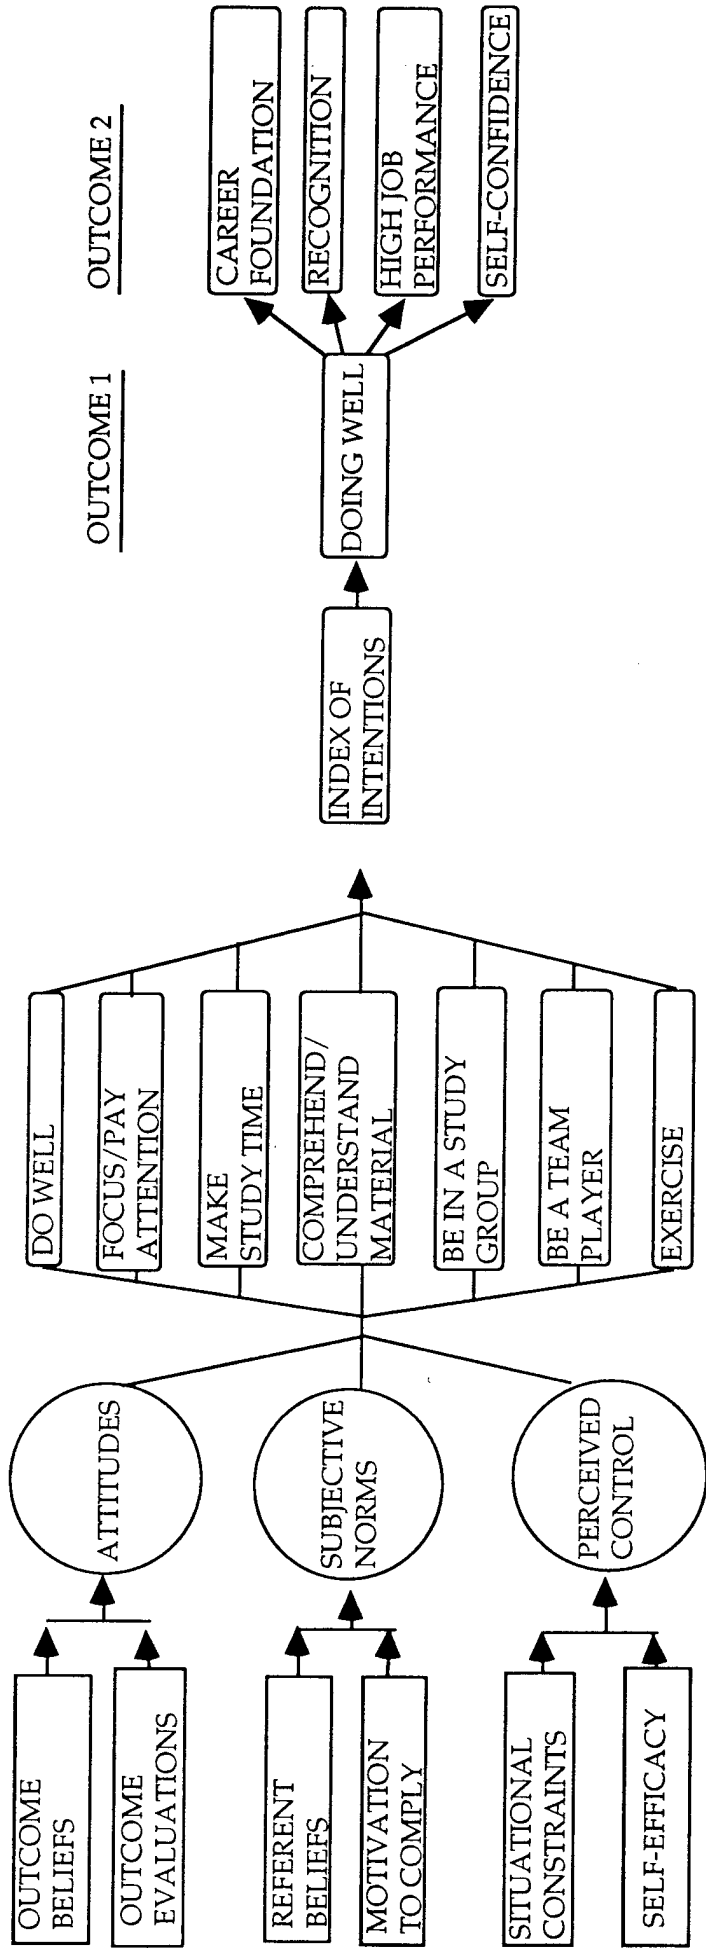 OUTCOME
BELIEFS
OUTCOME
EVALUATIONS
REFERENT
BELIEFS
MOTIVATION
TO COMPLY
SITUATIONAL
CONSTRAINTS
SELF-EFFICACY
ATTITUDES
SUBJECTIVE
NORMS
PERCEIVED
CONTROL
DO WELL
FOCUS/PAY
ATTENTION
MAKE
STUDY TIME
COMPREHEND/
UNDERSTAND
MATERIAL
BE IN A STUDY
GROUP
BE A TEAM
PLAYER
EXERCISE
INDEX OF
INTENTIONS
OUTCOME 1
DOING WELL
OUTCOME 2
CAREER
FOUNDATION
RECOGNITION
HIGH JOB
PERFORMANCE
SELF-CONFIDENCE